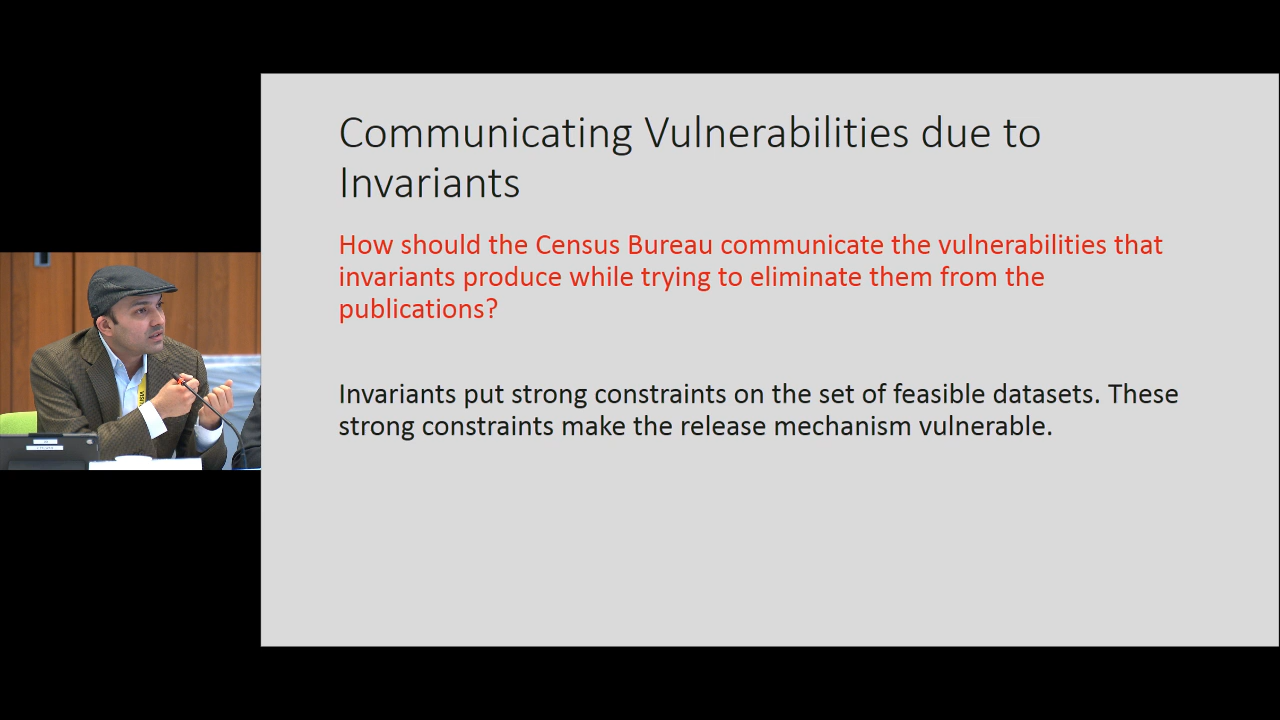 Communicating Vulnerabilities due to
Invariants
How should the Census Bureau communicate the vulnerabilities that
invariants produce while trying to eliminate them from the
publications?
Invariants put strong constraints on the set of feasible datasets. These
strong constraints make the release mechanism vulnerable.